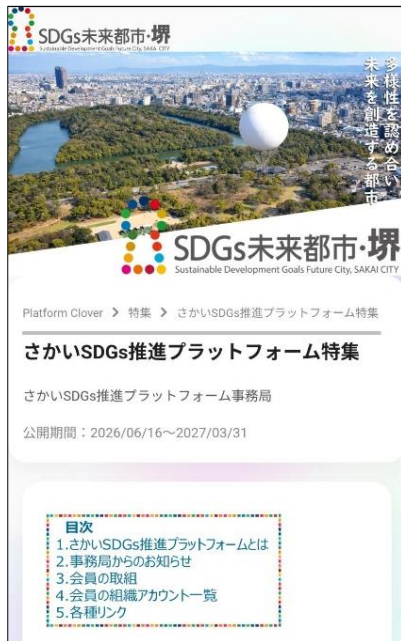 SDGs未来都市・堺
Sustainable Development Goals Future City, SAKAI CITY
多様性を認め合い、
未来を創造する都市
SDGs未来都市・堺
Sustainable Development Goals Future City, SAKAI CITY
Platform Clover > 特集 > さかいSDGs推進プラットフォーム特集
さかいSDGs推進プラットフォーム特集
さかいSDGs推進プラットフォーム事務局
公開期間：2026/06/16～2027/03/31
目次
1.さかいSDGs推進プラットフォームとは
2.事務局からのお知らせ
3.会員の取組
4.会員の組織アカウント一覧
5.各種リンク